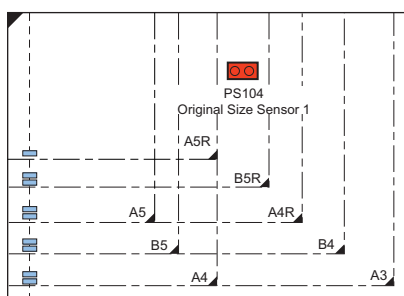 PS104
Original Size Sensor 1
A5R
B5R
A5 A4R
B5 B4
A4 A3